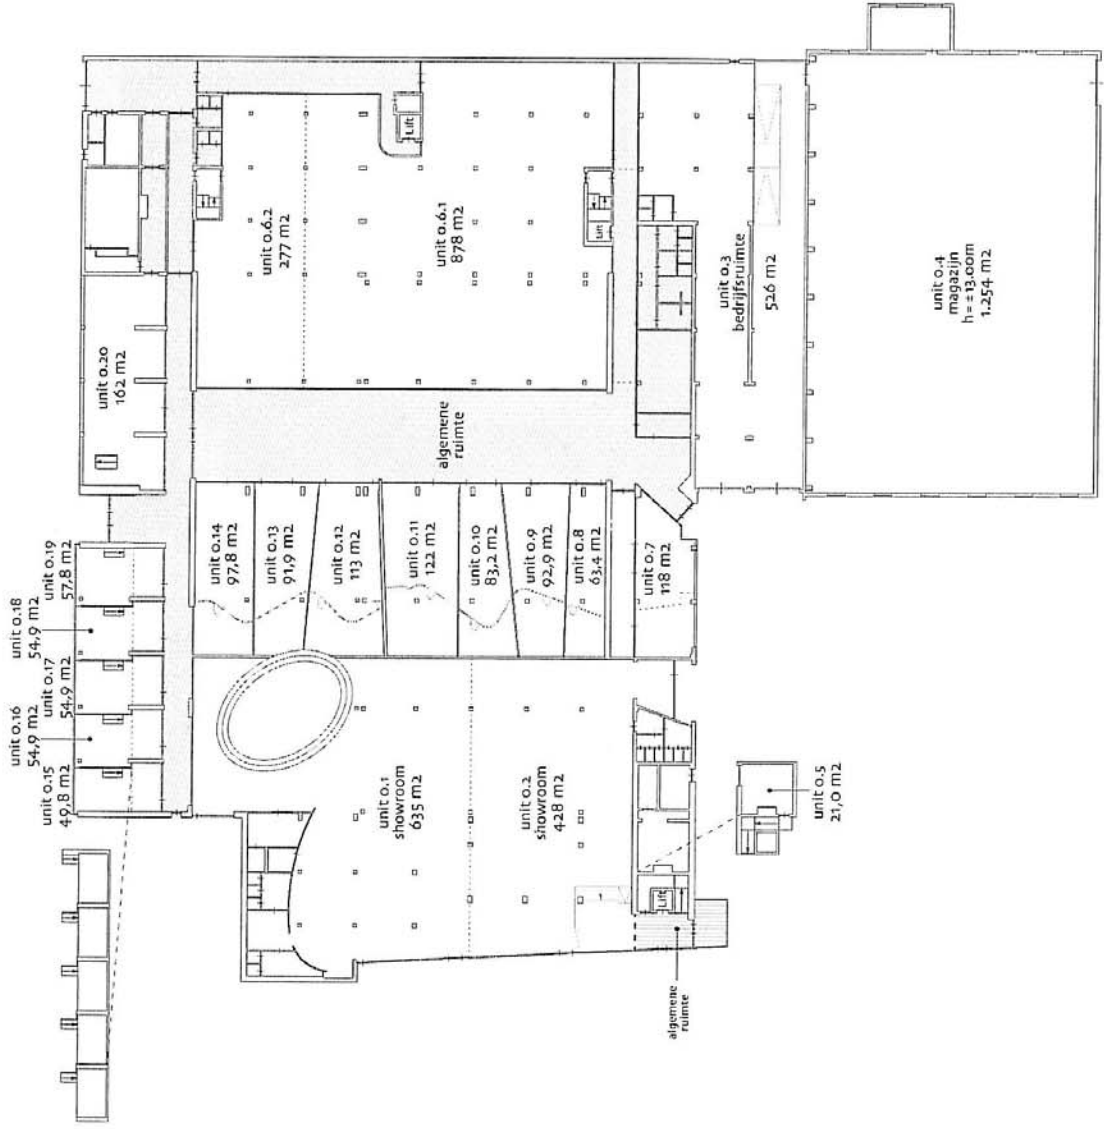 unit 0.6.2
277 m2
unit 0.6.1
878 m2
Lift
Lift
unit 0.3
bedrijfsruimte
526 m2
unit 0.4
magazijn
h=±13.00m
1.254 m2
unit 0.20
162 m2
algemene
ruimte
unit 0.14
97,8 m2
unit 0.13
91,9 m2
unit 0.12
113 m2
unit 0.11
122 m2
unit 0.10
83,2 m2
unit 0.9
92,9 m2
unit 0.8
63,4 m2
unit 0.7
118 m2
unit 0.19
57,8 m2
unit 0.18
54,9 m2
unit 0.17
54,9 m2
unit 0.16
54,9 m2
unit 0.15
49,8 m2
unit 0.1
showroom
635 m2
unit 0.2
showroom
428 m2
1
Lift
unit 0.5
21,0 m2
algemene
ruimte